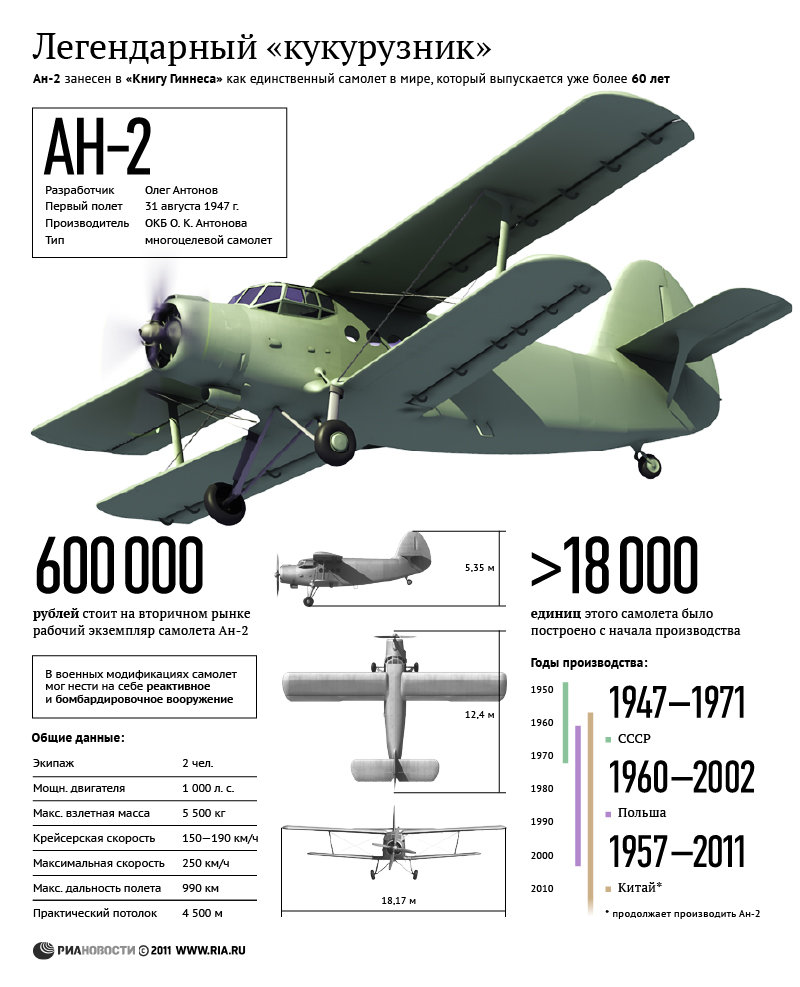 Легендарный «кукурузник»
Ан-2 занесен в «Книгу Гиннеса» как единственный самолет в мире, который выпускается уже более 60 лет
АН-2
Разработчик Олег Антонов
Первый полет 31 августа 1947 г.
Производитель ОКБ О. К. Антонова
Тип многоцелевой самолет
600 000
рублей стоит на вторичном рынке
рабочий экземпляр самолета Ан-2
В военных модификациях самолет
мог нести на себе реактивное
и бомбардировочное вооружение
Общие данные:
Экипаж 2 чел.
Мощн. двигателя 1 000 л. с.
Макс. взлетная масса 5 500 кг
Крейсерская скорость 150—190 км/ч
Максимальная скорость 250 км/ч
Макс. дальность полета 990 км
Практический потолок 4 500 м
5,35 м
12,4 м
18,17 м
>18 000
единиц этого самолета было
построено с начала производства
Годы производства:
1950
1960
1970
1980
1990
2000
2010
1947—1971
СССР
1960—2002
Польша
1957—2011
Китай*
* продолжает производить Ан-2
РИАНОВОСТИ © 2011 WWW.RIA.RU